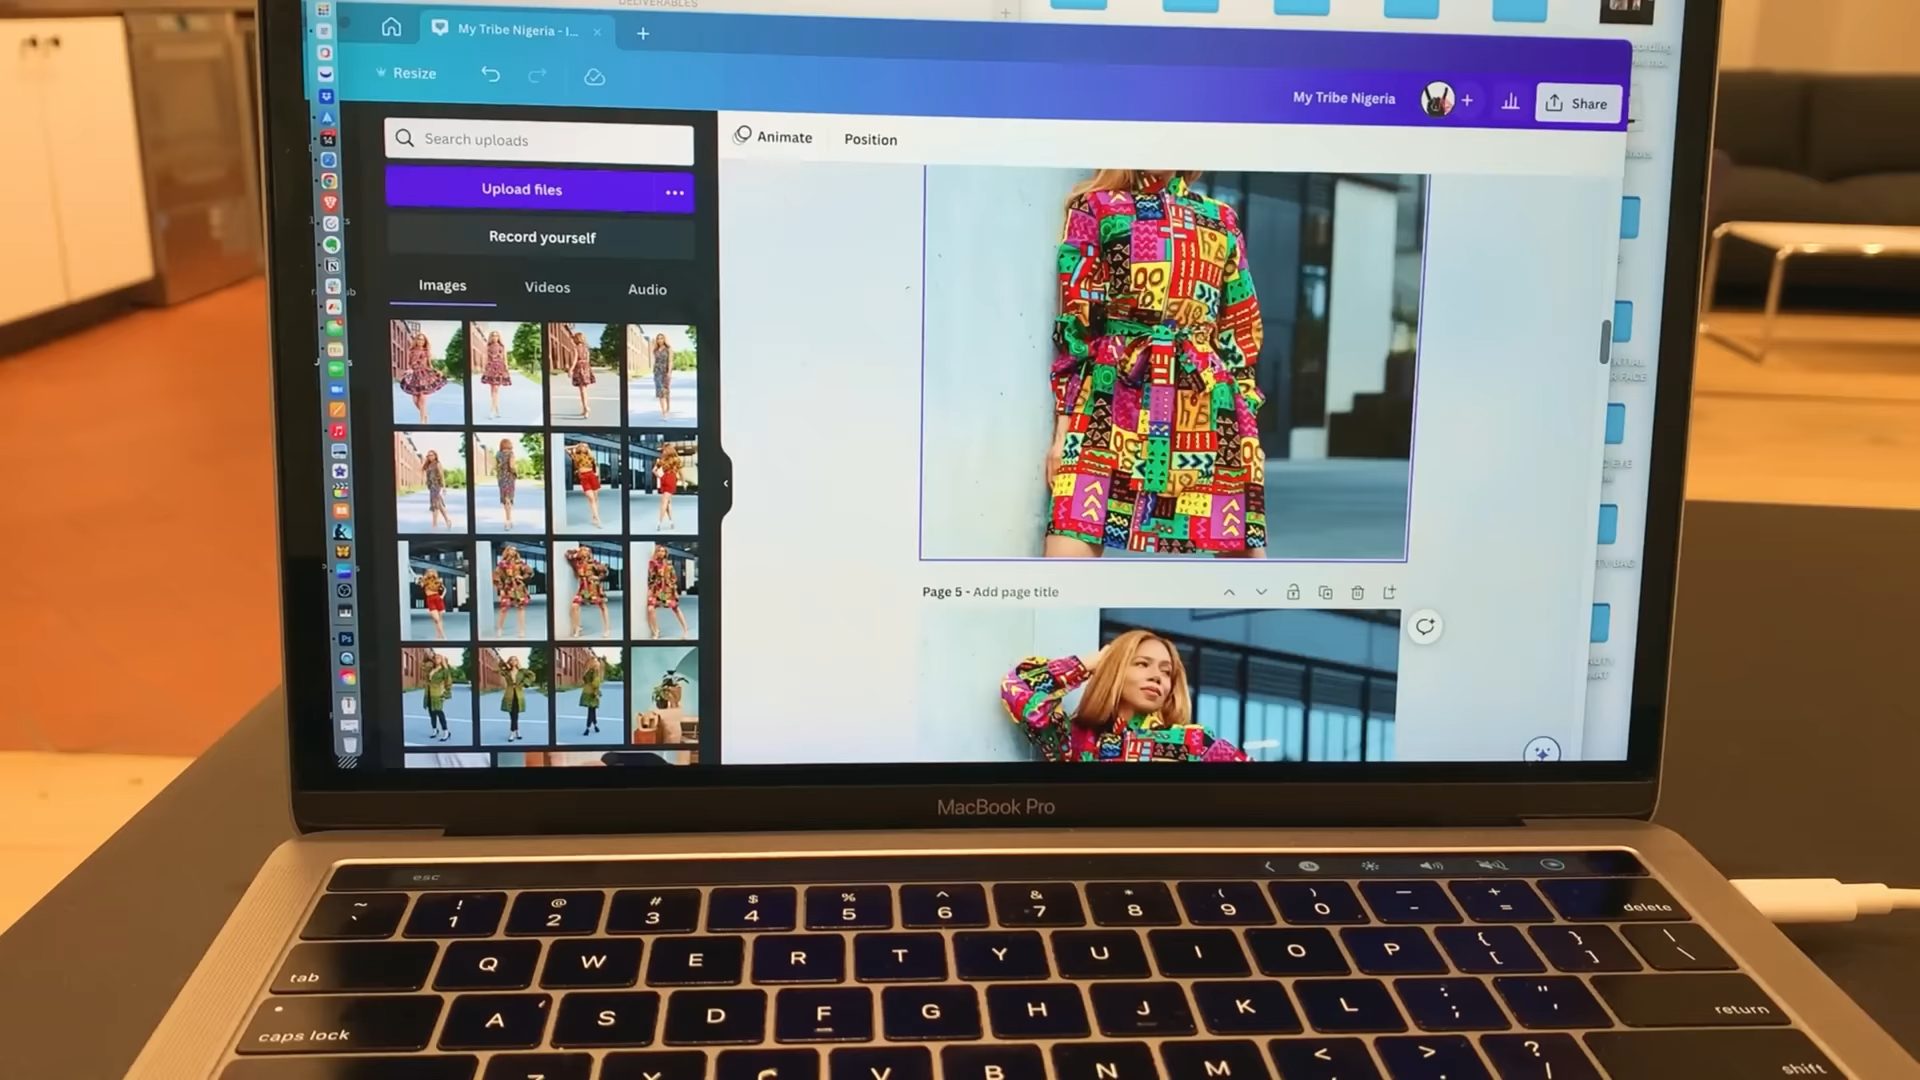 DELIVERABLES
My Tribe Nigeria - I...
Resize
My Tribe Nigeria
Share
Search uploads
Animate
Position
Upload files
Record yourself
Images
Videos
Audio
Page 5 - Add page title
MacBook Pro
esc
~ `
! 1
@ 2
# 3
$ 4
% 5
^ 6
& 7
* 8
( 9
) 0
— -
+ =
delete
tab
Q W E R T Y U I O P { [ } ] | \
caps lock
A S D F G H J K L : ; " '
return
Z X C V B N M < > ? /
shift